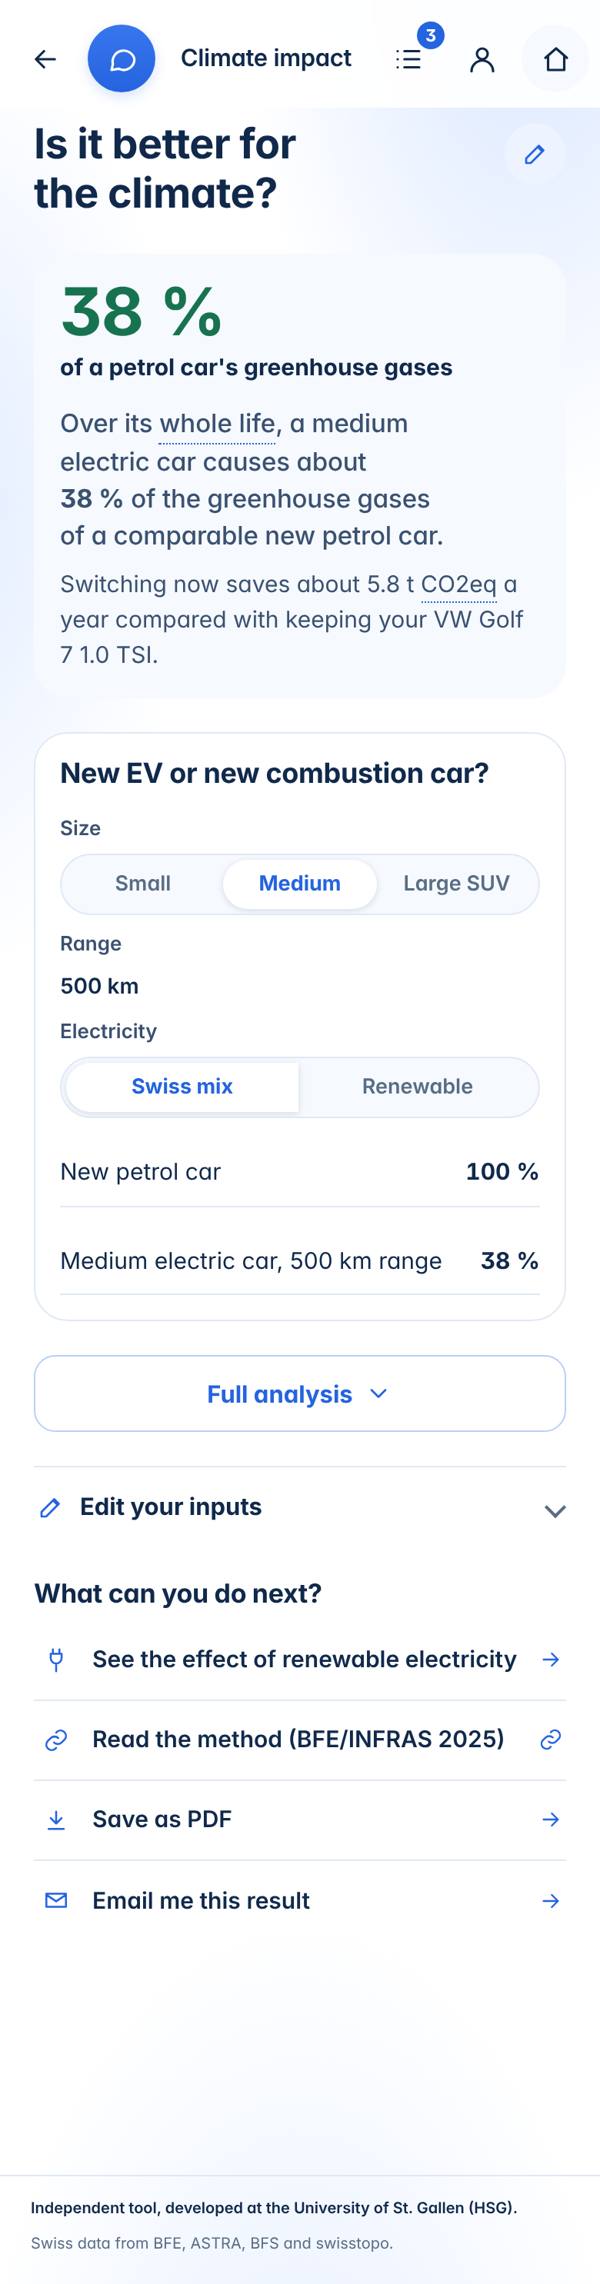 3
Climate impact
Is it better for
the climate?
38 %
of a petrol car's greenhouse gases
Over its whole life, a medium
electric car causes about
38 % of the greenhouse gases
of a comparable new petrol car.
Switching now saves about 5.8 t CO2eq a
year compared with keeping your VW Golf
7 1.0 TSI.
New EV or new combustion car?
Size
Small Medium Large SUV
Range
500 km
Electricity
Swiss mix Renewable
New petrol car 100 %
Medium electric car, 500 km range 38 %
Full analysis
Edit your inputs
What can you do next?
See the effect of renewable electricity
Read the method (BFE/INFRAS 2025)
Save as PDF
Email me this result
Independent tool, developed at the University of St. Gallen (HSG).
Swiss data from BFE, ASTRA, BFS and swisstopo.